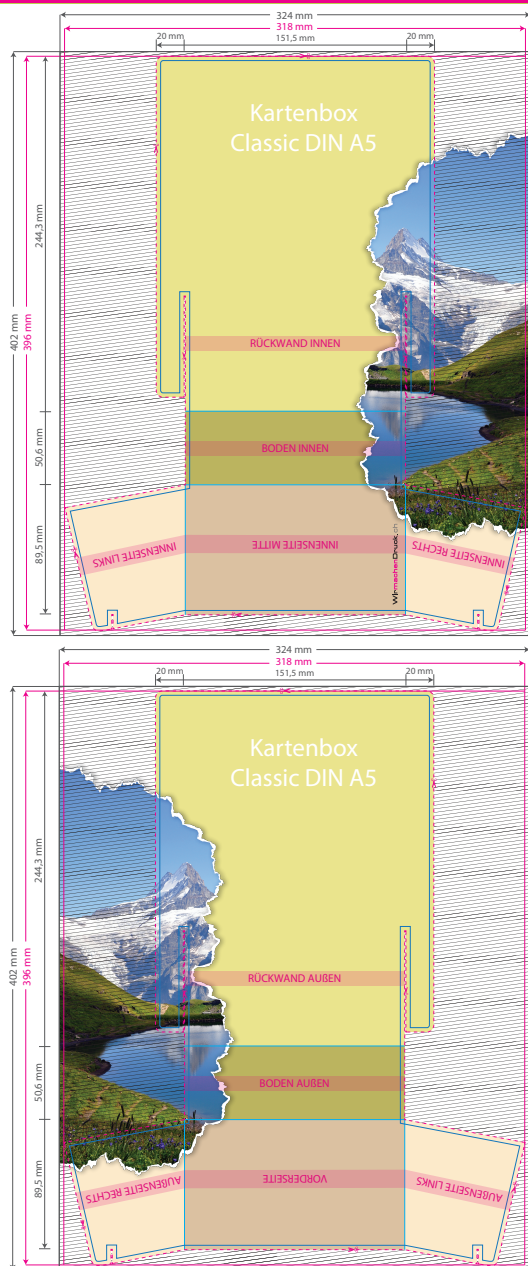 324 mm
318 mm
20 mm
151,5 mm
20 mm
Kartenbox
Classic DIN A5
244,3 mm
402 mm
396 mm
RÜCKWAND INNEN
50,6 mm
BODEN INNEN
89,5 mm
INNENSEITE LINKS
INNENSEITE MITTE
INNENSEITE RECHTS
WirmachenDruck.ch
324 mm
318 mm
20 mm
151,5 mm
20 mm
Kartenbox
Classic DIN A5
244,3 mm
402 mm
396 mm
RÜCKWAND AUßEN
50,6 mm
BODEN AUßEN
89,5 mm
AUßENSEITE RECHTS
VORDERSEITE
AUßENSEITE LINKS